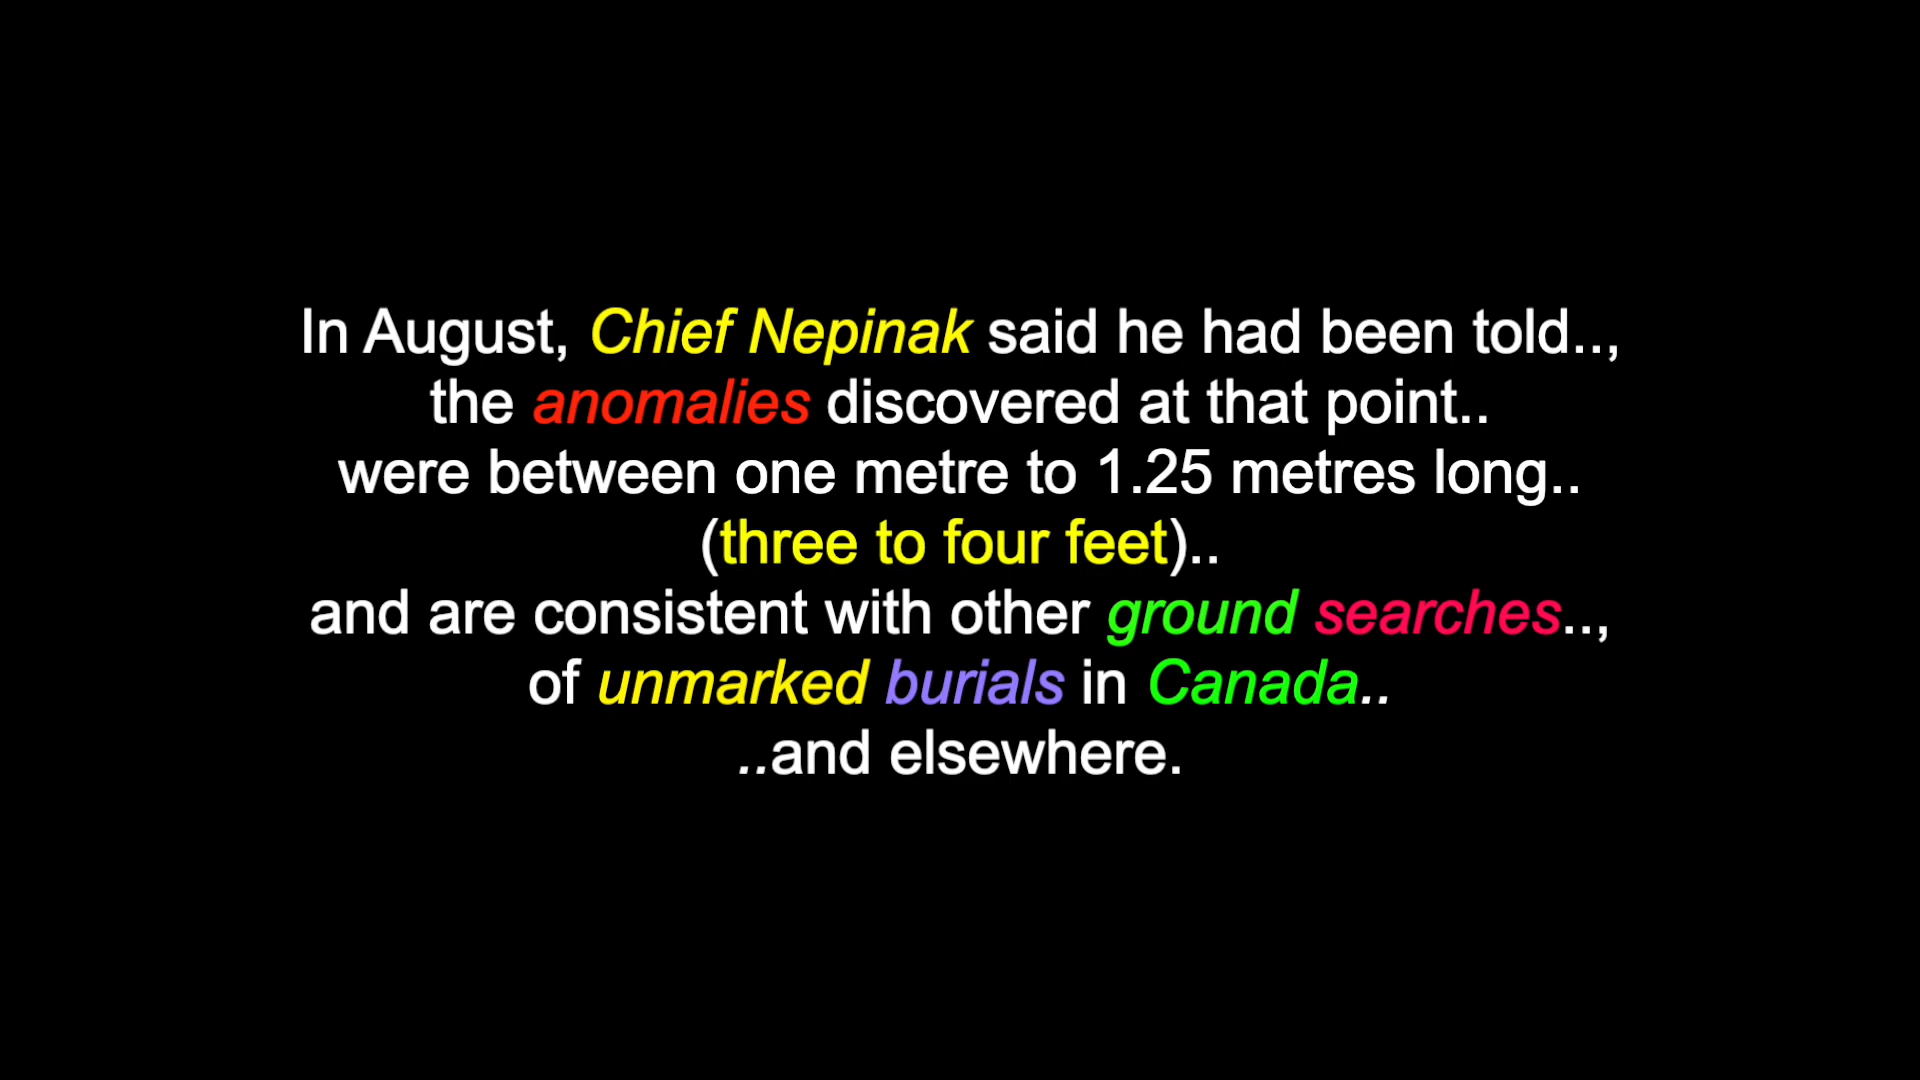 In August, Chief Nepinak said he had been told..,
the anomalies discovered at that point..
were between one metre to 1.25 metres long..
(three to four feet)..
and are consistent with other ground searches..,
of unmarked burials in Canada..
..and elsewhere.